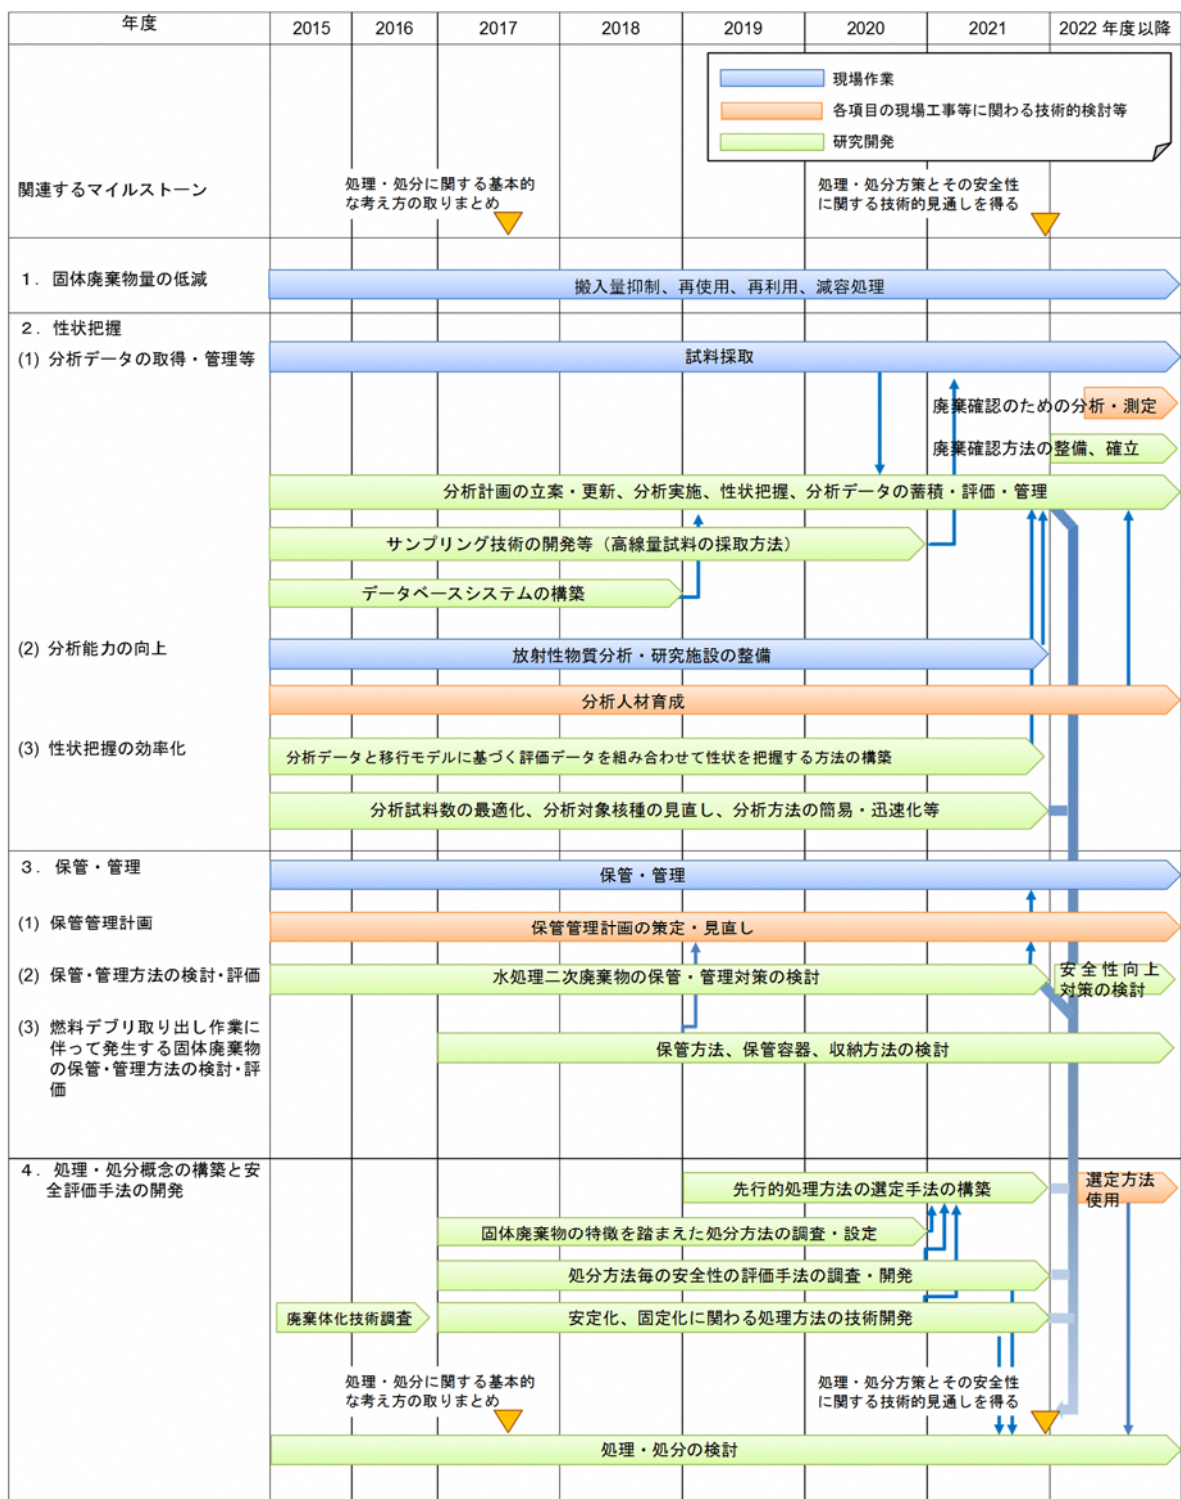 年度
2015
2016
2017
2018
2019
2020
2021
2022 年度以降
現場作業
各項目の現場工事等に関わる技術的検討等
研究開発
関連するマイルストーン
処理・処分に関する基本的
な考え方の取りまとめ
処理・処分方策とその安全性
に関する技術的見通しを得る
1．固体廃棄物量の低減
搬入量抑制、再使用、再利用、減容処理
2．性状把握
(1) 分析データの取得・管理等
試料採取
廃棄確認のための分析・測定
廃棄確認方法の整備、確立
分析計画の立案・更新、分析実施、性状把握、分析データの蓄積・評価・管理
サンプリング技術の開発等（高線量試料の採取方法）
データベースシステムの構築
(2) 分析能力の向上
放射性物質分析・研究施設の整備
分析人材育成
(3) 性状把握の効率化
分析データと移行モデルに基づく評価データを組み合わせて性状を把握する方法の構築
分析試料数の最適化、分析対象核種の見直し、分析方法の簡易・迅速化等
3．保管・管理
保管・管理
(1) 保管管理計画
保管管理計画の策定・見直し
(2) 保管・管理方法の検討・評価
水処理二次廃棄物の保管・管理対策の検討
安全性向上
対策の検討
(3) 燃料デブリ取り出し作業に
伴って発生する固体廃棄物
の保管・管理方法の検討・評
価
保管方法、保管容器、収納方法の検討
4．処理・処分概念の構築と安
全評価手法の開発
先行的処理方法の選定手法の構築
選定方法
使用
固体廃棄物の特徴を踏まえた処分方法の調査・設定
処分方法毎の安全性の評価手法の調査・開発
廃棄体化技術調査
安定化、固定化に関わる処理方法の技術開発
処理・処分に関する基本的
な考え方の取りまとめ
処理・処分方策とその安全性
に関する技術的見通しを得る
処理・処分の検討